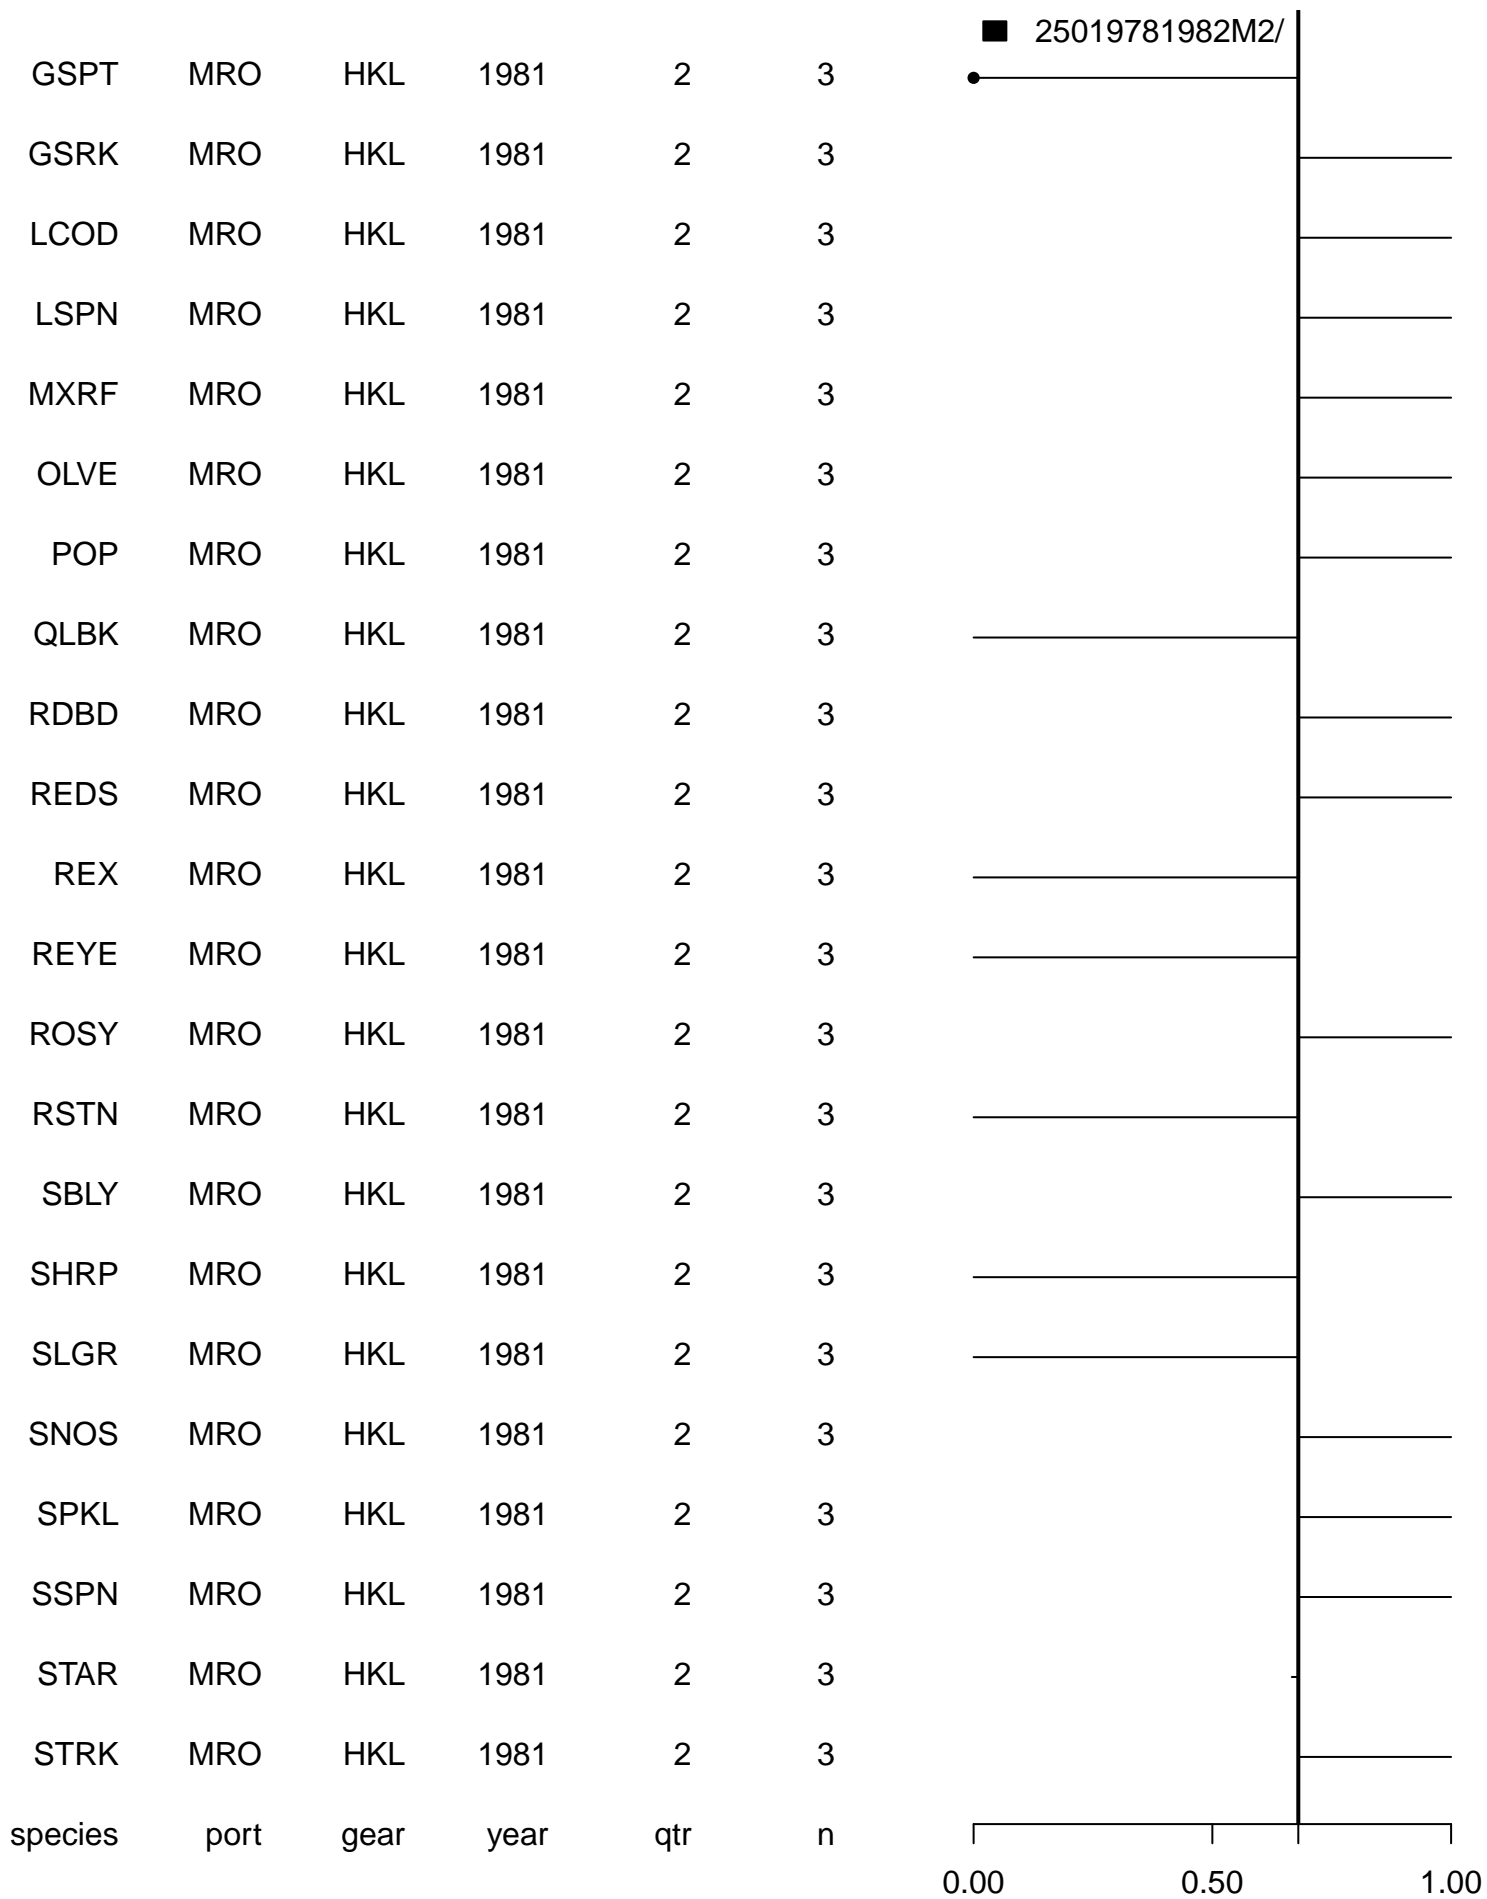 25019781982M2/
GSPT MRO HKL 1981 2 3
GSRK MRO HKL 1981 2 3
LCOD MRO HKL 1981 2 3
LSPN MRO HKL 1981 2 3
MXRF MRO HKL 1981 2 3
OLVE MRO HKL 1981 2 3
POP MRO HKL 1981 2 3
QLBK MRO HKL 1981 2 3
RDBD MRO HKL 1981 2 3
REDS MRO HKL 1981 2 3
REX MRO HKL 1981 2 3
REYE MRO HKL 1981 2 3
ROSY MRO HKL 1981 2 3
RSTN MRO HKL 1981 2 3
SBLY MRO HKL 1981 2 3
SHRP MRO HKL 1981 2 3
SLGR MRO HKL 1981 2 3
SNOS MRO HKL 1981 2 3
SPKL MRO HKL 1981 2 3
SSPN MRO HKL 1981 2 3
STAR MRO HKL 1981 2 3
STRK MRO HKL 1981 2 3
species port gear year qtr n
0.00 0.50 1.00